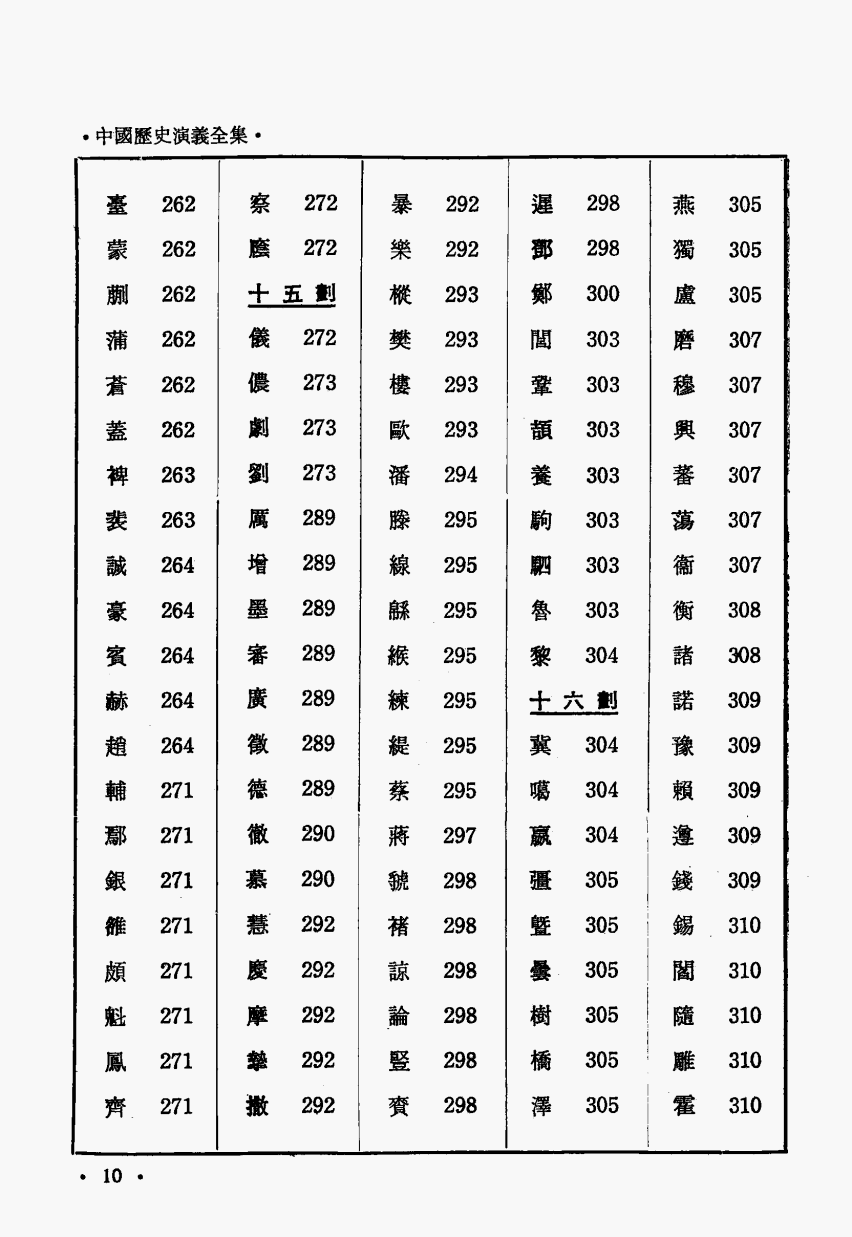 •中國歷史演義全集•
臺 262
蒙 262
蒯 262
蒲 262
蒼 262
蓋 262
裨 263
裴 263
誠 264
豪 264
賓 264
赫 264
趙 264
輔 271
鄢 271
銀 271
雒 271
頗 271
魁 271
鳳 271
齊 271
察 272
272
十五劃
儀 272
儂 273
劇 273
劉 273
厲 289
增 289
墨 289
審 289
廣 289
徵 289
德 289
徹 290
慕 290
慧 292
慶 292
摩 292
摯 292
撒 292
暴 292
樂 292
樅 293
樊 293
樓 293
歐 293
潘 294
滕 295
線 295
緜 295
緱 295
練 295
緹 295
蔡 295
蔣 297
虢 298
褚 298
諒 298
論 298
豎 298
賚 298
遲 298
鄧 298
鄭 300
閭 303
鞏 303
頡 303
養 303
駒 303
駟 303
魯 303
黎 304
十六劃
冀 304
噶 304
嬴 304
彊 305
曁 305
曇 305
樹 305
橋 305
澤 305
燕 305
獨 305
盧 305
磨 307
穆 307
興 307
蕃 307
蕩 307
衞 307
衡 308
諸 308
諾 309
豫 309
賴 309
遵 309
錢 309
錫 310
閻 310
隨 310
雕 310
霍 310
• 10 •